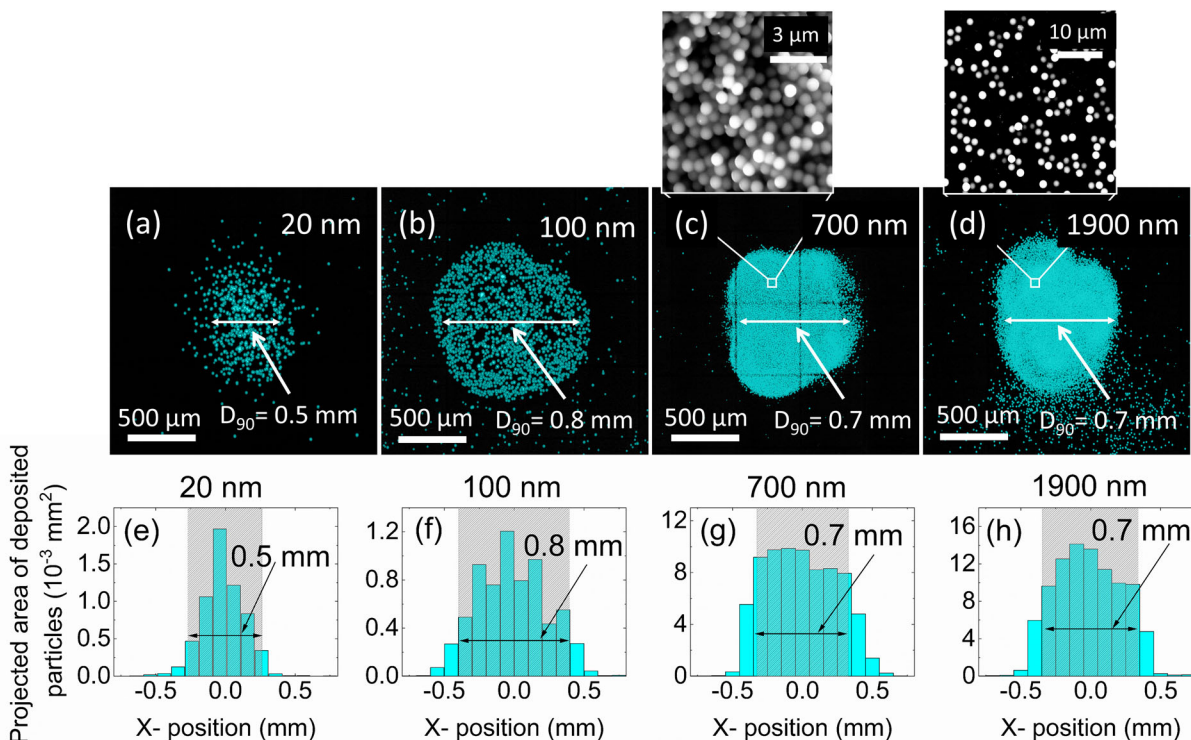 3 μm
10 μm
(a) 20 nm
D90= 0.5 mm
500 μm
(b) 100 nm
D90= 0.8 mm
500 μm
(c) 700 nm
D90= 0.7 mm
500 μm
(d) 1900 nm
D90= 0.7 mm
500 μm
Projected area of deposited
particles (10-3 mm2)
20 nm
(e)
0.5 mm
2.0
1.5
1.0
0.5
0.0
-0.5 0.0 0.5
X- position (mm)
100 nm
(f)
0.8 mm
1.2
0.8
0.4
0.0
-0.5 0.0 0.5
X- position (mm)
700 nm
(g)
0.7 mm
12
9
6
3
0
-0.5 0.0 0.5
X- position (mm)
1900 nm
(h)
0.7 mm
16
12
8
4
0
-0.5 0.0 0.5
X- position (mm)